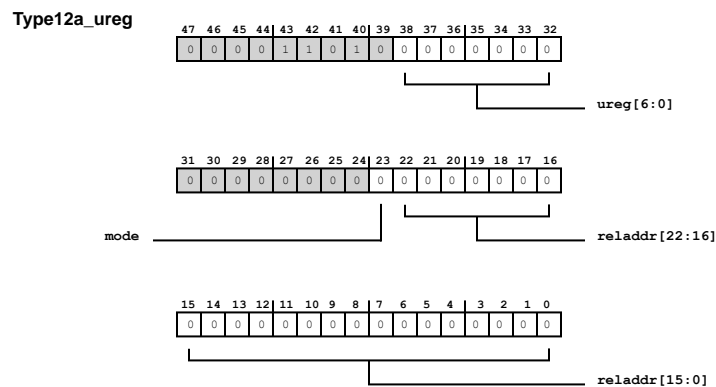 Type12a_ureg
47 46 45 44 43 42 41 40 39 38 37 36 35 34 33 32
0 0 0 0 1 1 0 1 0 0 0 0 0 0 0 0
ureg[6:0]
31 30 29 28 27 26 25 24 23 22 21 20 19 18 17 16
0 0 0 0 0 0 0 0 0 0 0 0 0 0 0 0
mode reladdr[22:16]
15 14 13 12 11 10 9 8 7 6 5 4 3 2 1 0
0 0 0 0 0 0 0 0 0 0 0 0 0 0 0 0
reladdr[15:0]